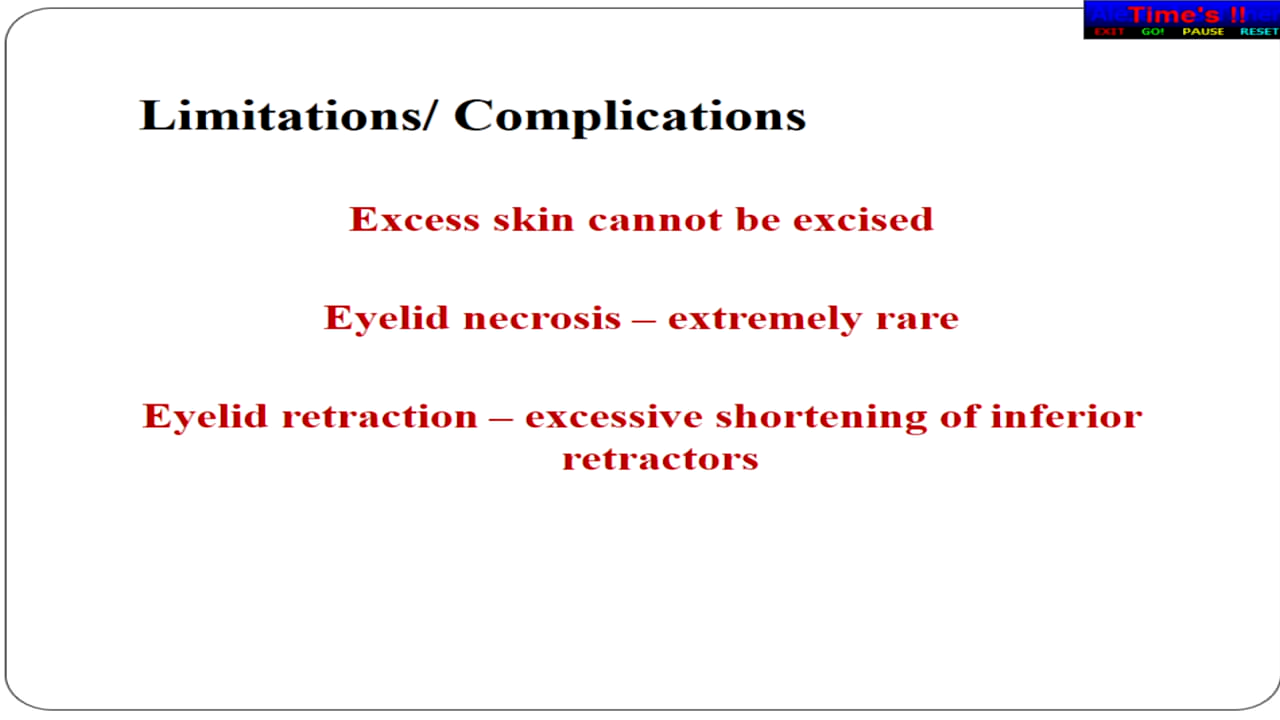 Time's !!
EXIT GO! PAUSE RESET
Limitations/ Complications
Excess skin cannot be excised
Eyelid necrosis – extremely rare
Eyelid retraction – excessive shortening of inferior
retractors